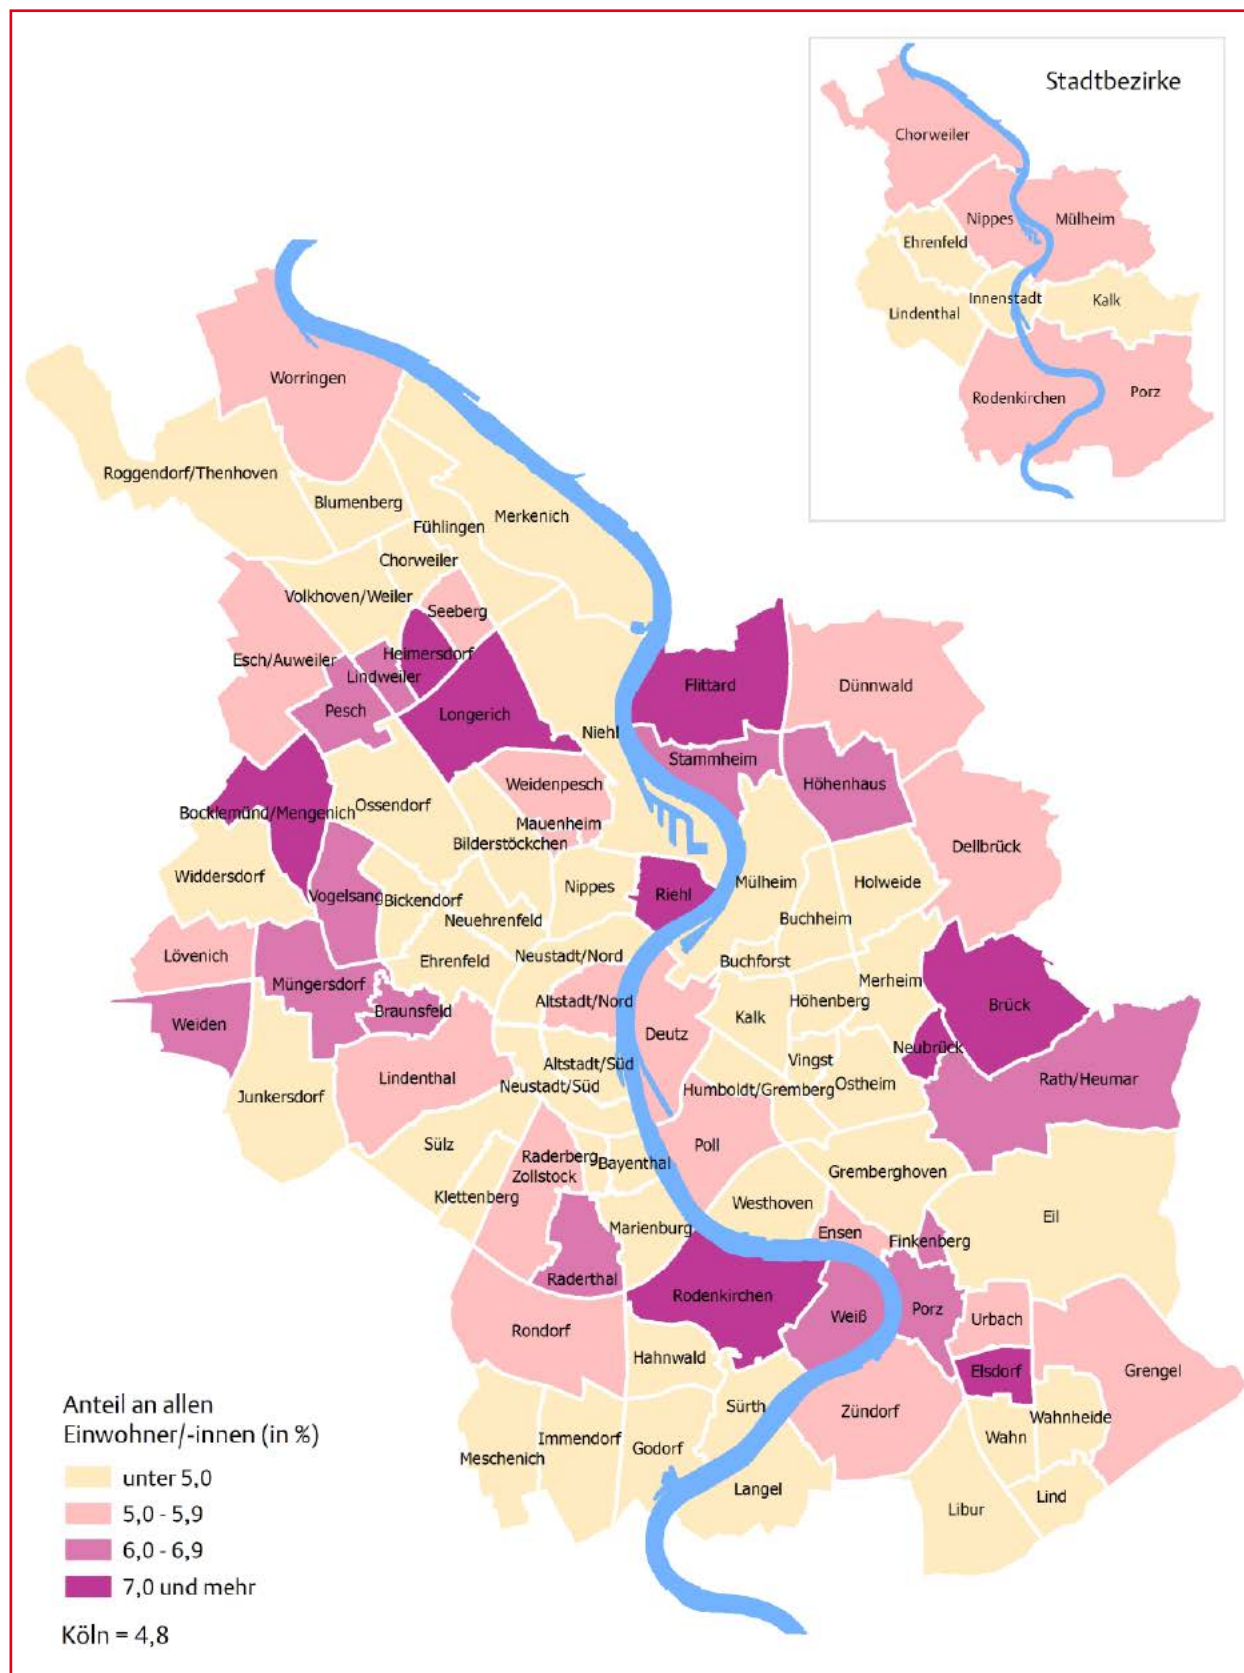 Stadtbezirke
Chorweiler
Nippes
Mülheim
Ehrenfeld
Innenstadt
Kalk
Lindenthal
Rodenkirchen
Porz
Worringen
Roggendorf/Thenhoven
Blumenberg
Merkenich
Fühlingen
Chorweiler
Volkhoven/Weiler
Seeberg
Heimersdorf
Esch/Auweiler
Lindweiler
Pesch
Longerich
Flittard
Dünnwald
Niehl
Stammheim
Höhenhaus
Weidenpesch
Ossendorf
Bocklemünd/Mengenich
Mauenheim
Bilderstöckchen
Dellbrück
Widdersdorf
Vogelsang
Bickendorf
Nippes
Riehl
Mülheim
Holweide
Neuehrenfeld
Buchheim
Lövenich
Ehrenfeld
Neustadt/Nord
Buchforst
Merheim
Müngersdorf
Altstadt/Nord
Höhenberg
Brück
Braunsfeld
Weiden
Deutz
Kalk
Neubrück
Vingst
Altstadt/Süd
Lindenthal
Neustadt/Süd
Ostheim
Rath/Heumar
Humboldt/Gremberg
Junkersdorf
Sülz
Poll
Raderberg
Bayenthal
Zollstock
Gremberghoven
Klettenberg
Westhoven
Marienburg
Eil
Ensen
Finkenberg
Raderthal
Rodenkirchen
Weiß
Porz
Urbach
Rondorf
Hahnwald
Elsdorf
Grengel
Sürth
Zündorf
Wahnheide
Wahn
Immendorf
Godorf
Meschenich
Langel
Libur
Lind
Anteil an allen
Einwohner/-innen (in %)
unter 5,0
5,0 - 5,9
6,0 - 6,9
7,0 und mehr
Köln = 4,8